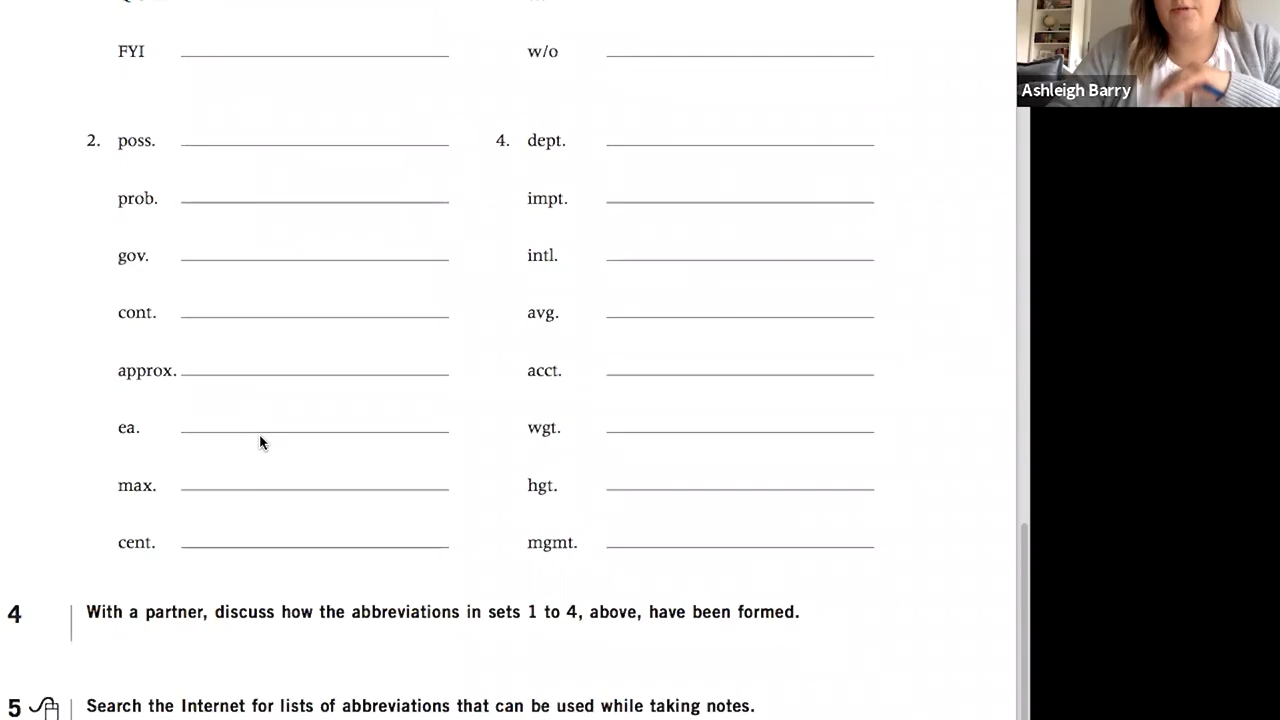 FYI
w/o
Ashleigh Barry
2. poss.
prob.
gov.
cont.
approx.
ea.
max.
cent.
4. dept.
impt.
intl.
avg.
acct.
wgt.
hgt.
mgmt.
4 With a partner, discuss how the abbreviations in sets 1 to 4, above, have been formed.
5 Search the Internet for lists of abbreviations that can be used while taking notes.